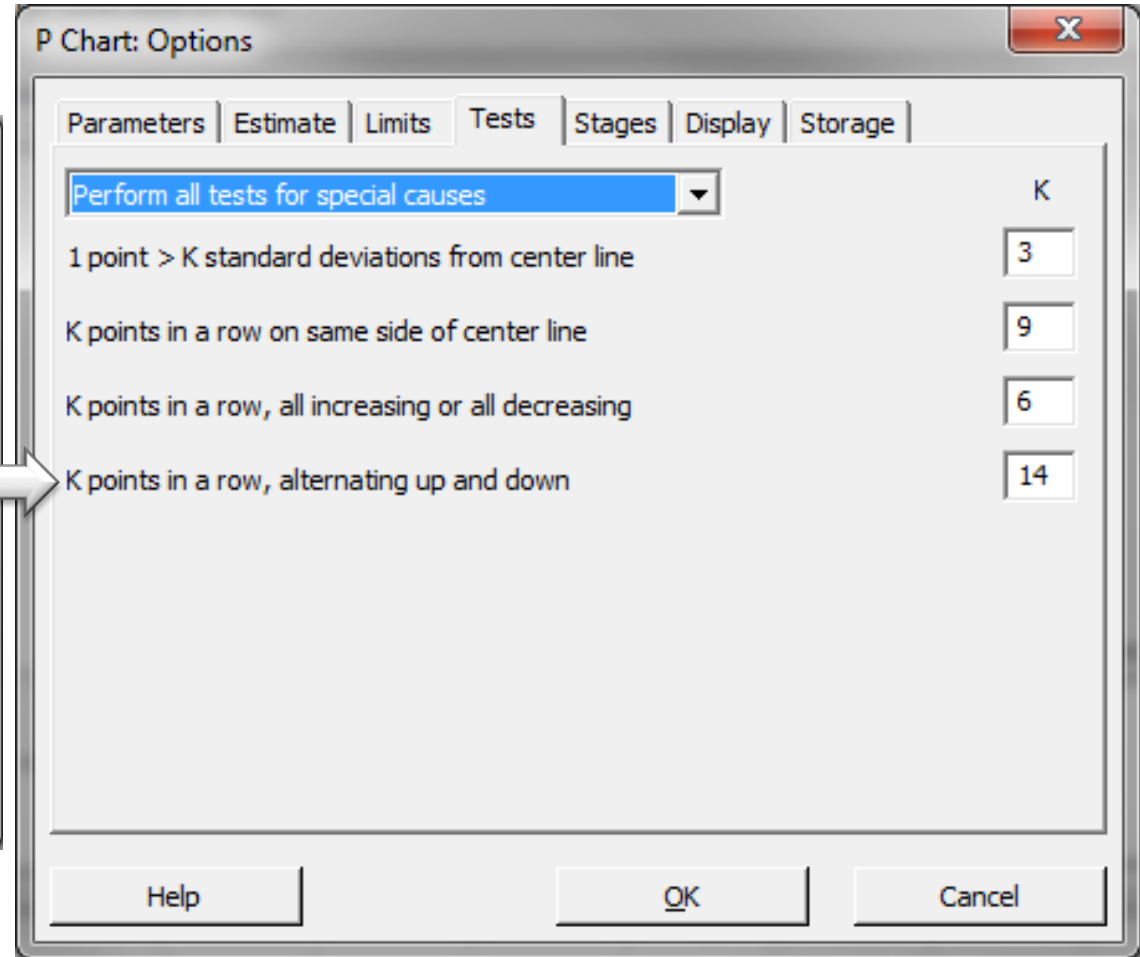 P Chart: Options
Parameters Estimate Limits Tests Stages Display Storage
Perform all tests for special causes K
1 point > K standard deviations from center line 3
K points in a row on same side of center line 9
K points in a row, all increasing or all decreasing 6
K points in a row, alternating up and down 14
Help OK Cancel